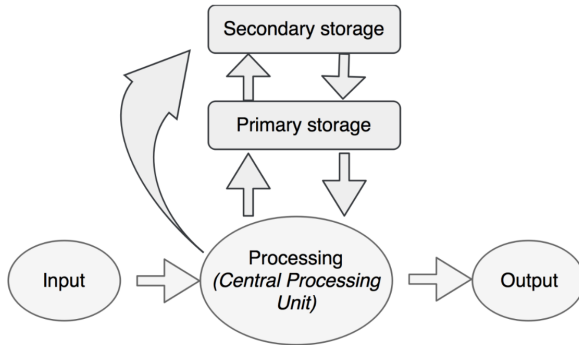 Secondary storage
Primary storage
Processing
(Central Processing
Unit)
Input
Output